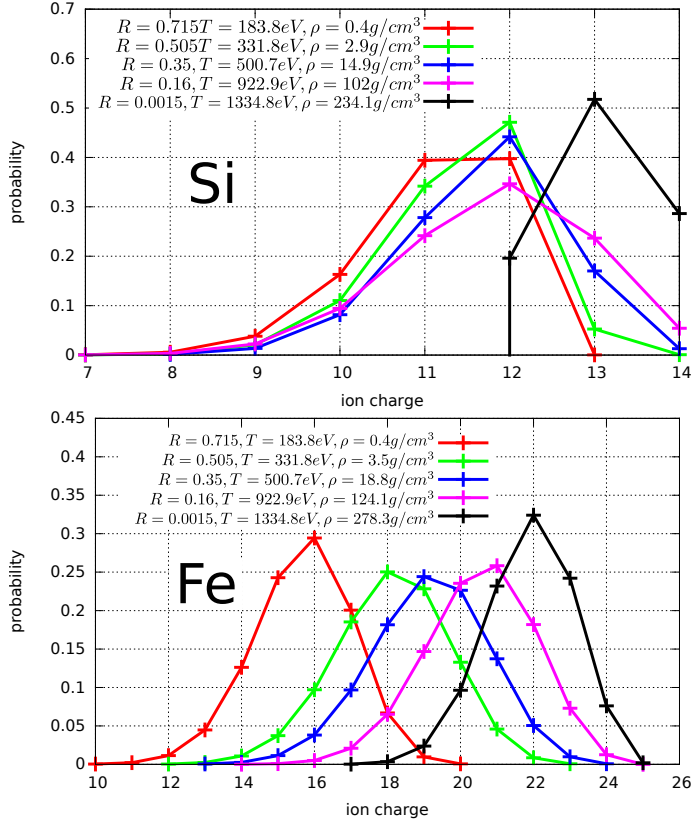 0.7
R = 0.715T = 183.8eV, ρ = 0.4g/cm³
0.6
R = 0.505T = 331.8eV, ρ = 2.9g/cm³
R = 0.35, T = 500.7eV, ρ = 14.9g/cm³
R = 0.16, T = 922.9eV, ρ = 102g/cm³
0.5
R = 0.0015, T = 1334.8eV, ρ = 234.1g/cm³
0.4
probability
Si
0.3
0.2
0.1
0
7 8 9 10 11 12 13 14
ion charge
0.45
R = 0.715, T = 183.8eV, ρ = 0.4g/cm³
0.4
R = 0.505, T = 331.8eV, ρ = 3.5g/cm³
R = 0.35, T = 500.7eV, ρ = 18.8g/cm³
0.35
R = 0.16, T = 922.9eV, ρ = 124.1g/cm³
R = 0.0015, T = 1334.8eV, ρ = 278.3g/cm³
0.3
probability
Fe
0.25
0.2
0.15
0.1
0.05
0
10 12 14 16 18 20 22 24 26
ion charge